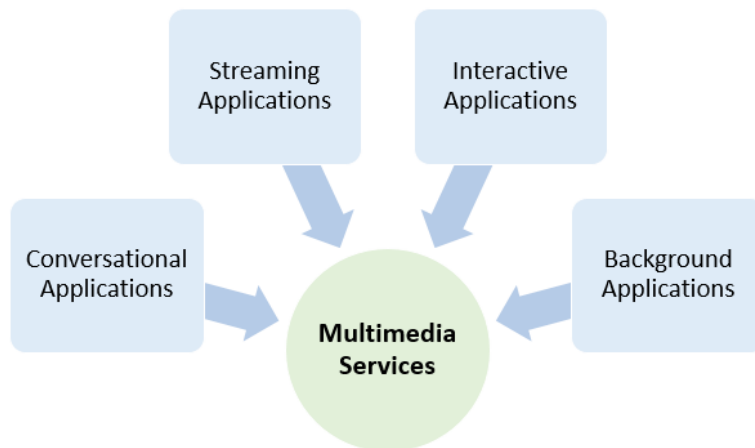 Streaming
Applications
Interactive
Applications
Conversational
Applications
Background
Applications
Multimedia
Services